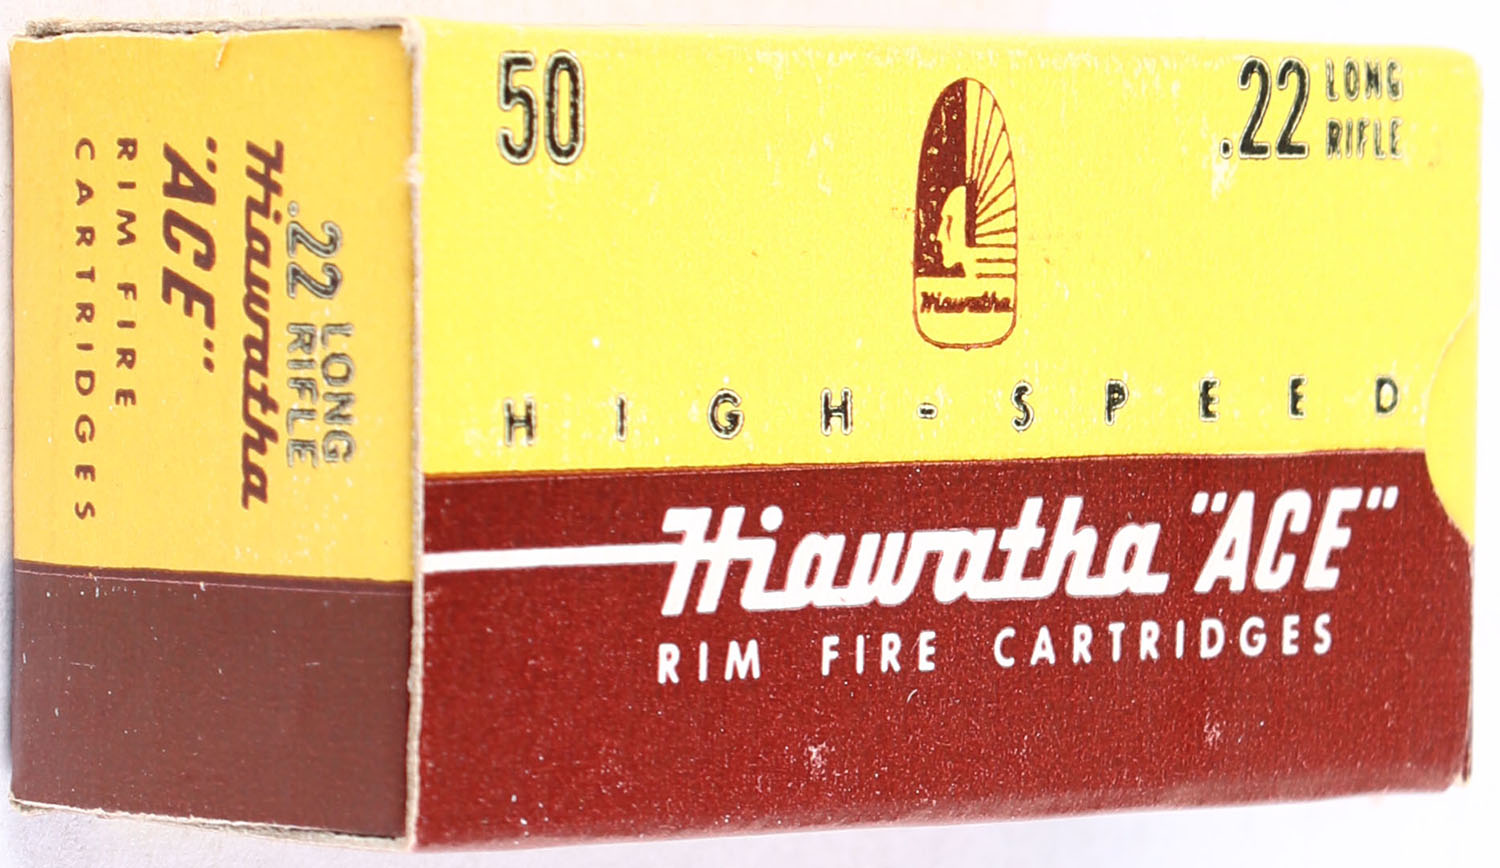 50
.22 LONG
RIFLE
Hiawatha
HIGH-SPEED
Hiawatha "ACE"
RIM FIRE CARTRIDGES
.22 LONG
RIFLE
Hiawatha
"ACE"
RIM FIRE
CARTRIDGES